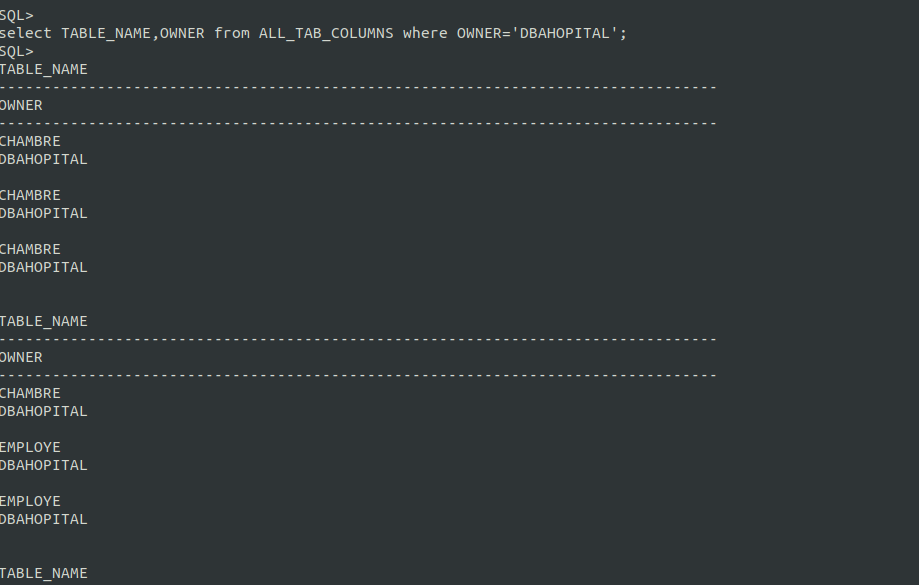 SQL>
select TABLE_NAME,OWNER from ALL_TAB_COLUMNS where OWNER='DBAHOPITAL';
SQL>
TABLE_NAME
--------------------------------------------------------------------------------
OWNER
--------------------------------------------------------------------------------
CHAMBRE
DBAHOPITAL
CHAMBRE
DBAHOPITAL
CHAMBRE
DBAHOPITAL
TABLE_NAME
--------------------------------------------------------------------------------
OWNER
--------------------------------------------------------------------------------
CHAMBRE
DBAHOPITAL
EMPLOYE
DBAHOPITAL
EMPLOYE
DBAHOPITAL
TABLE_NAME